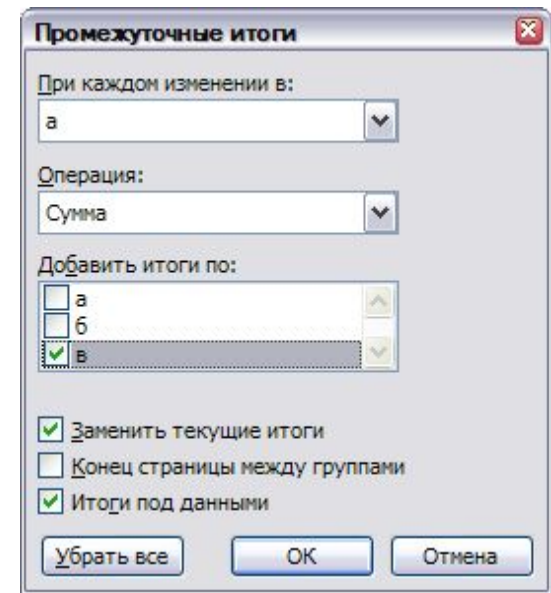 Промежуточные итоги
При каждом изменении в:
а
Операция:
Сумма
Добавить итоги по:
а
б
в
Заменить текущие итоги
Конец страницы между группами
Итоги под данными
Убрать все ОК Отмена